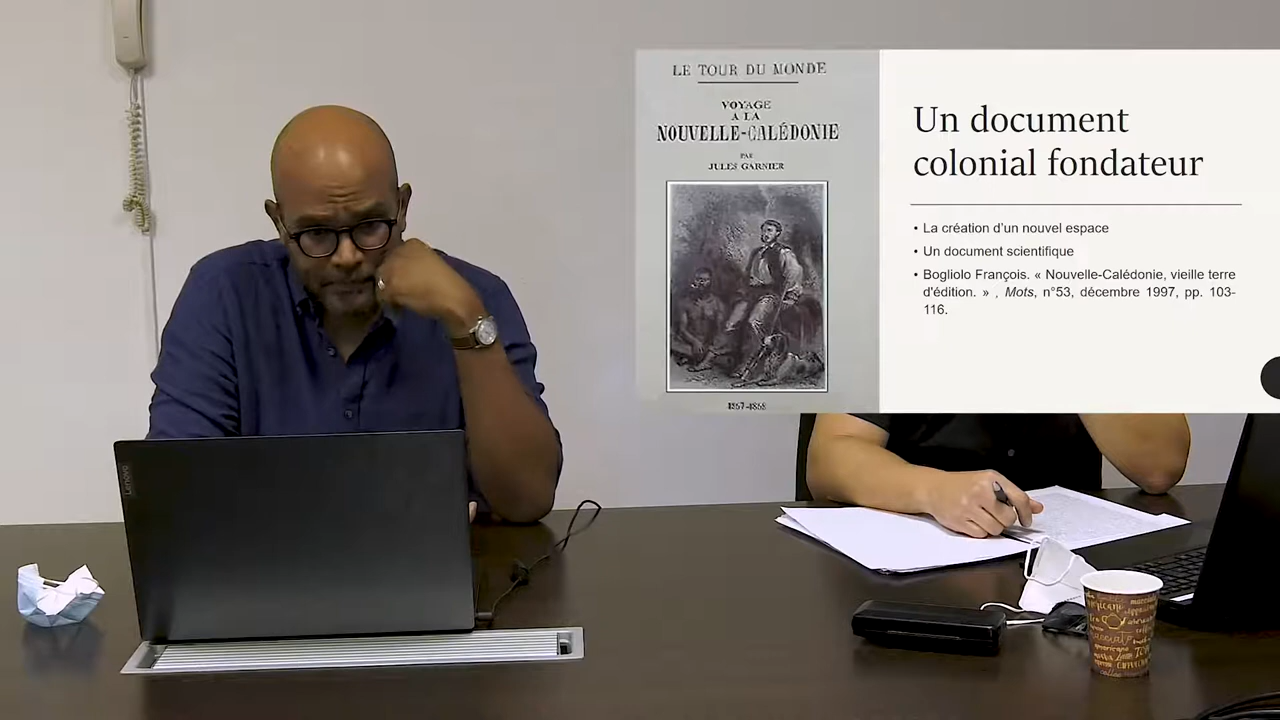 LE TOUR DU MONDE
VOYAGE
A LA
NOUVELLE-CALÉDONIE
PAR
JULES GARNIER
1867-1868
Un document
colonial fondateur
• La création d'un nouvel espace
• Un document scientifique
• Bogliolo François. « Nouvelle-Calédonie, vieille terre
d'édition. » , Mots, n°53, décembre 1997, pp. 103-
116.
Lenovo